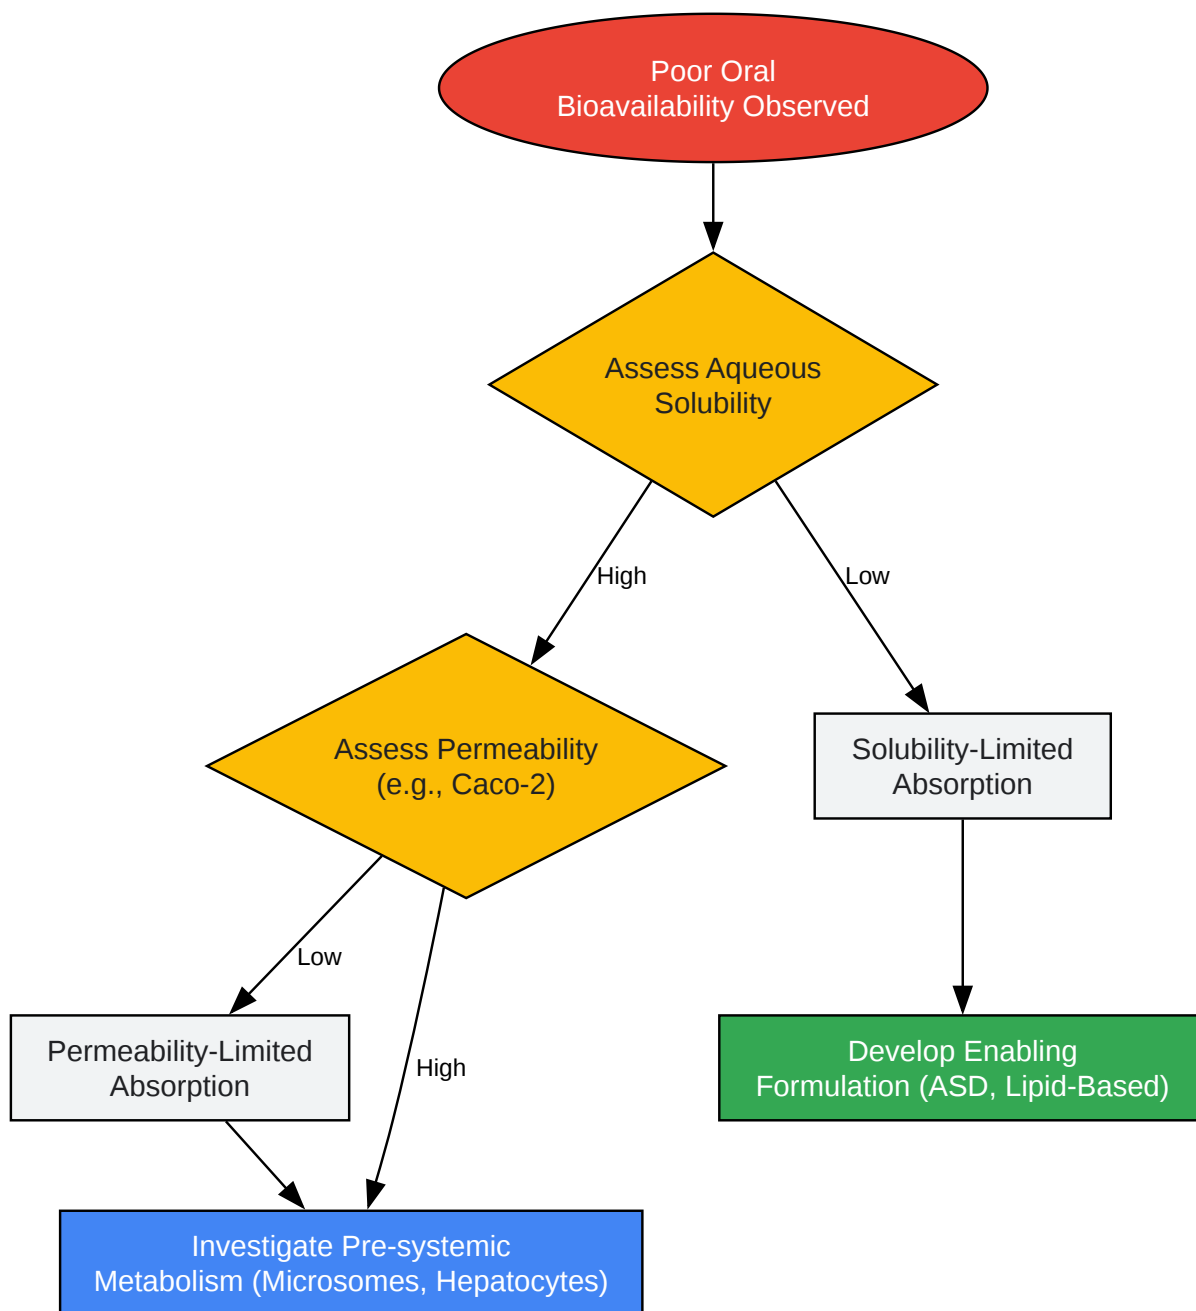 Poor Oral
Bioavailability Observed
Assess Aqueous
Solubility
High
Low
Assess Permeability
(e.g., Caco-2)
Solubility-Limited
Absorption
Low
High
Permeability-Limited
Absorption
Develop Enabling
Formulation (ASD, Lipid-Based)
Investigate Pre-systemic
Metabolism (Microsomes, Hepatocytes)